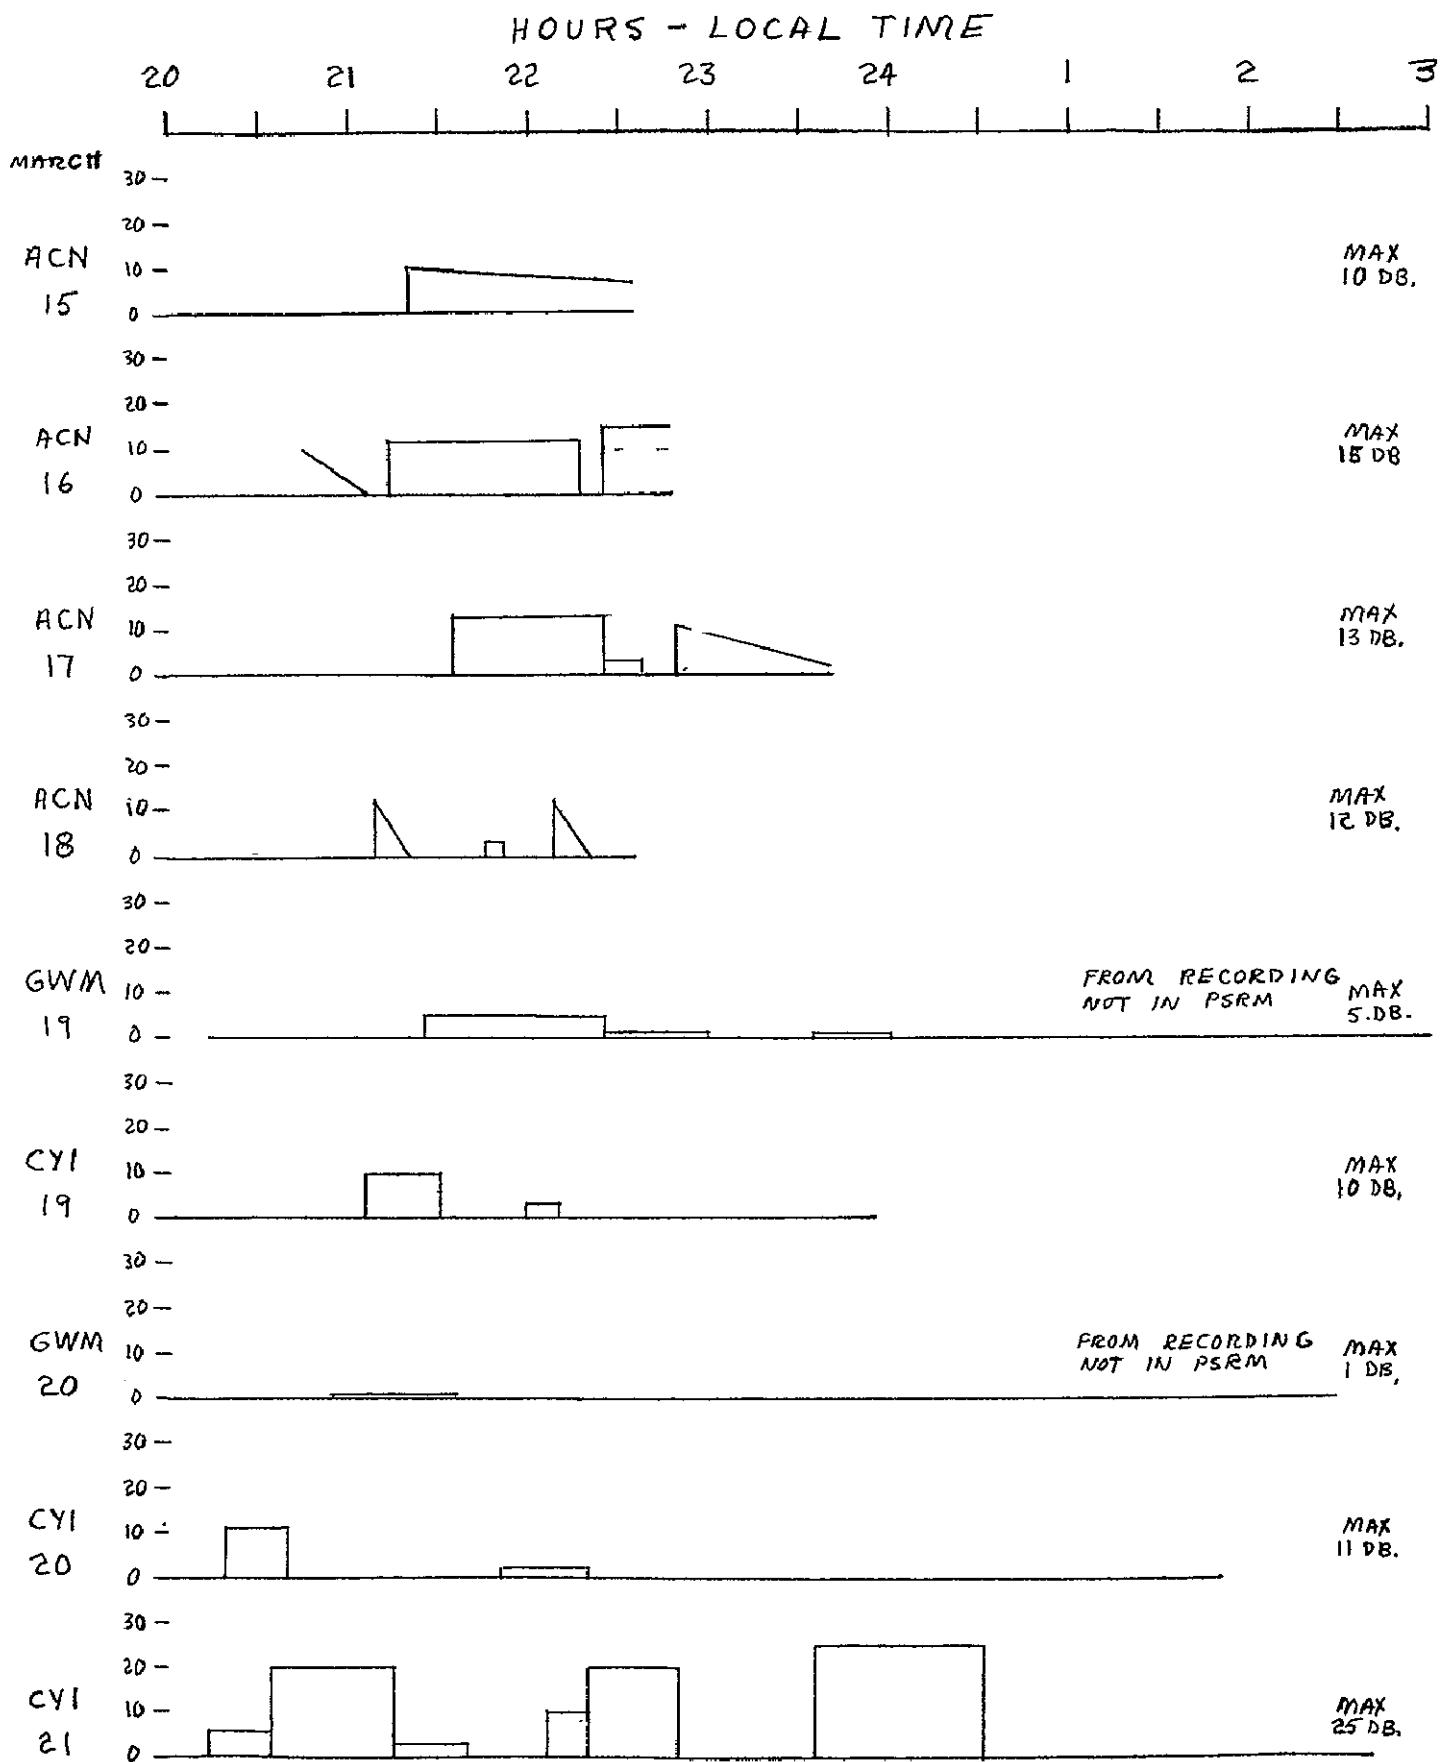 HOURS - LOCAL TIME
20 21 22 23 24 1 2 3
MARCH
30
20
ACN 10 MAX
15 0 10 DB.
30
20
ACN 10 MAX
16 0 15 DB
30
20
ACN 10 MAX
17 0 13 DB.
30
20
ACN 10 MAX
18 0 12 DB.
30
20
GWM 10 FROM RECORDING MAX
19 0 NOT IN PSRM 5.DB.
30
20
CYI 10 MAX
19 0 10 DB,
30
20
GWM 10 FROM RECORDING MAX
20 0 NOT IN PSRM 1 DB,
30
20
CYI 10 MAX
20 0 11 DB.
30
20
CYI 10 MAX
21 0 25 DB.